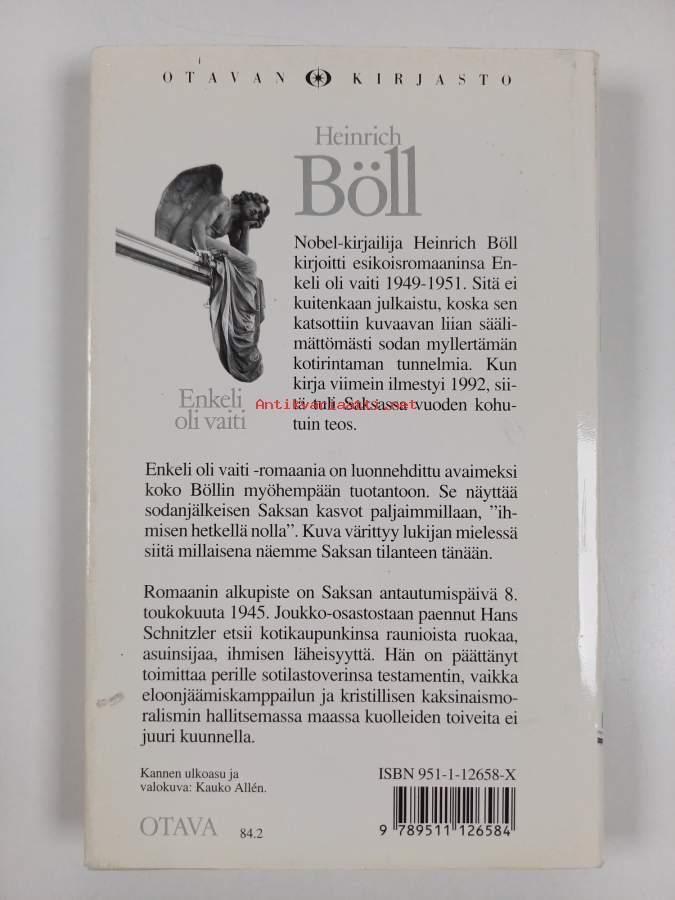 OTAVAN KIRJASTO
Heinrich
Böll
Nobel-kirjailija Heinrich Böll
kirjoitti esikoisromaaninsa En-
keli oli vaiti 1949-1951. Sitä ei
kuitenkaan julkaistu, koska sen
katsottiin kuvaavan liian sääli-
mättömästi sodan myllertämän
kotirintaman tunnelmia. Kun
kirja viimein ilmestyi 1992, sii-
tä tuli Saksassa vuoden kohu-
tuin teos.
Enkeli
oli vaiti
Antikvariaatti.net
Enkeli oli vaiti -romaania on luonnehdittu avaimeksi
koko Böllin myöhempään tuotantoon. Se näyttää
sodanjälkeisen Saksan kasvot paljaimmillaan, ”ih-
misen hetkellä nolla”. Kuva värittyy lukijan mielessä
siitä millaisena näemme Saksan tilanteen tänään.
Romaanin alkupiste on Saksan antautumispäivä 8.
toukokuuta 1945. Joukko-osastostaan paennut Hans
Schnitzler etsii kotikaupunkinsa raunioista ruokaa,
asuinsijaa, ihmisen läheisyyttä. Hän on päättänyt
toimittaa perille sotilastoverinsa testamentin, vaikka
eloonjäämiskamppailun ja kristillisen kaksinaismo-
ralismin hallitsemassa maassa kuolleiden toiveita ei
juuri kuunnella.
Kannen ulkoasu ja
valokuva: Kauko Allén.
OTAVA 84.2
ISBN 951-1-12658-X
9 789511 126584